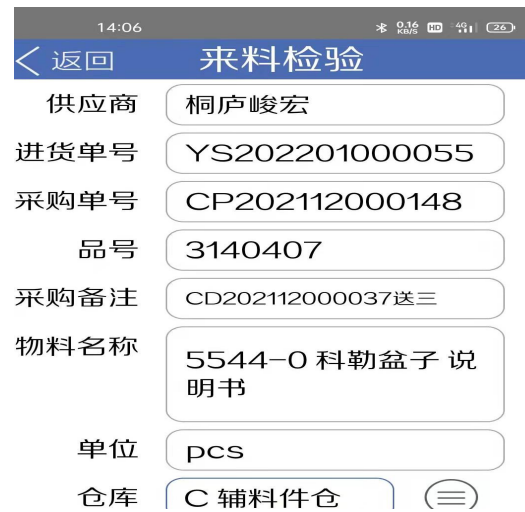 14:06
0.16 KB/S HD 4G 26
返回 来料检验
供应商 桐庐峻宏
进货单号 YS202201000055
采购单号 CP202112000148
品号 3140407
采购备注 CD202112000037送三
物料名称 5544-0 科勒盆子 说
明书
单位 pcs
仓库 C 辅料件仓